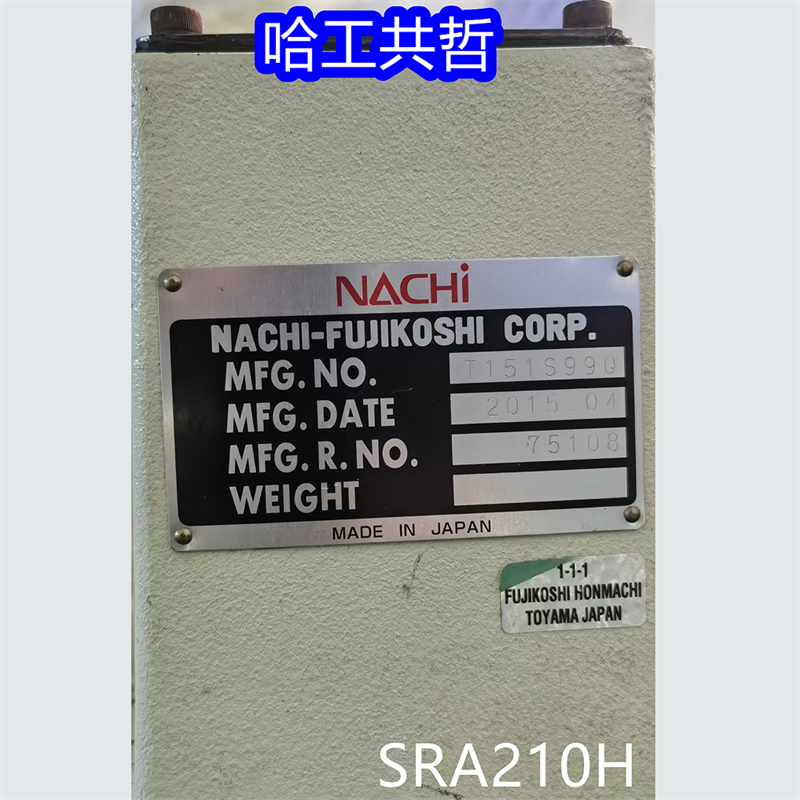 哈工共哲
NACHi
NACHI-FUJIKOSHI CORP.
MFG. NO. T151S99Q
MFG. DATE 2015.04
MFG. R. NO. 75108
WEIGHT
MADE IN JAPAN
1-1-1
FUJIKOSHI HONMACHI
TOYAMA JAPAN
SRA210H